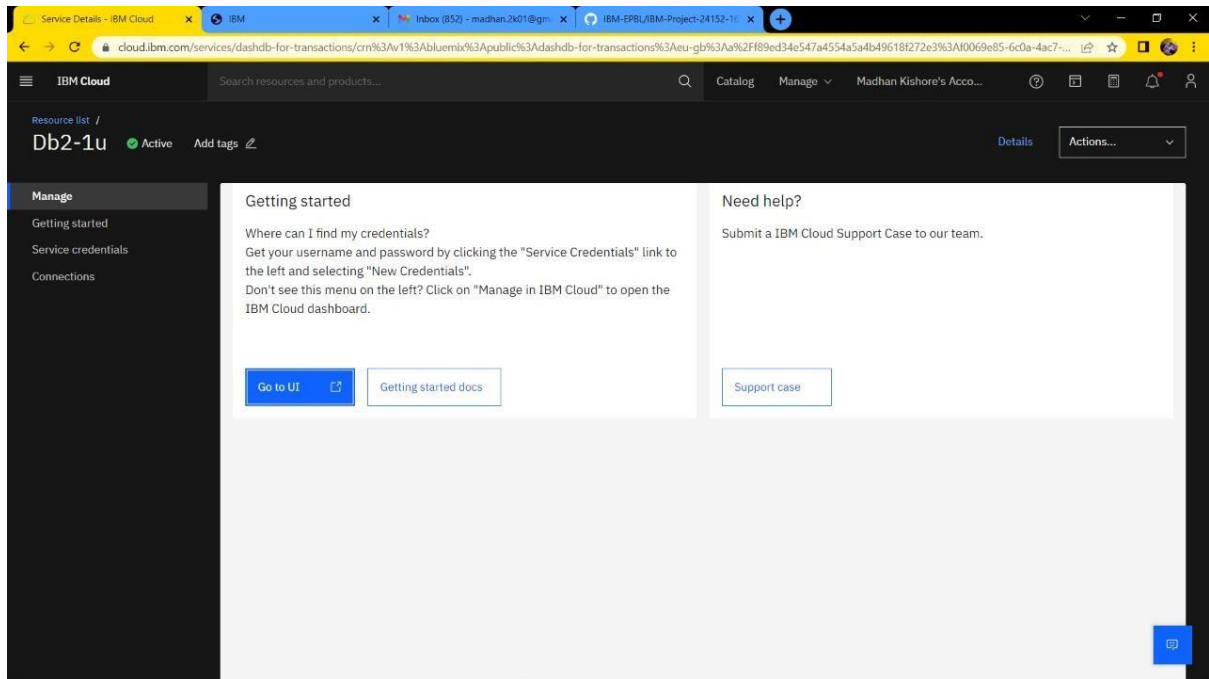 Service Details - IBM Cloud
IBM
Inbox (852) - madhan.2k01@gm
IBM-EPBL/IBM-Project-24152-16
cloud.ibm.com/services/dashdb-for-transactions/crn%3Av1%3Abluemix%3Apublic%3Adashdb-for-transactions%3Aeu-gb%3Aa%2Ff89ed34e547a4554a5a4b49618f272e3%3Af0069e85-6c0a-4ac7-...
IBM Cloud
Search resources and products...
Catalog
Manage
Madhan Kishore's Acco...
Resource list /
Db2-1u
Active
Add tags
Details
Actions...
Manage
Getting started
Service credentials
Connections
Getting started
Where can I find my credentials?
Get your username and password by clicking the "Service Credentials" link to
the left and selecting "New Credentials".
Don't see this menu on the left? Click on "Manage in IBM Cloud" to open the
IBM Cloud dashboard.
Go to UI
Getting started docs
Need help?
Submit a IBM Cloud Support Case to our team.
Support case